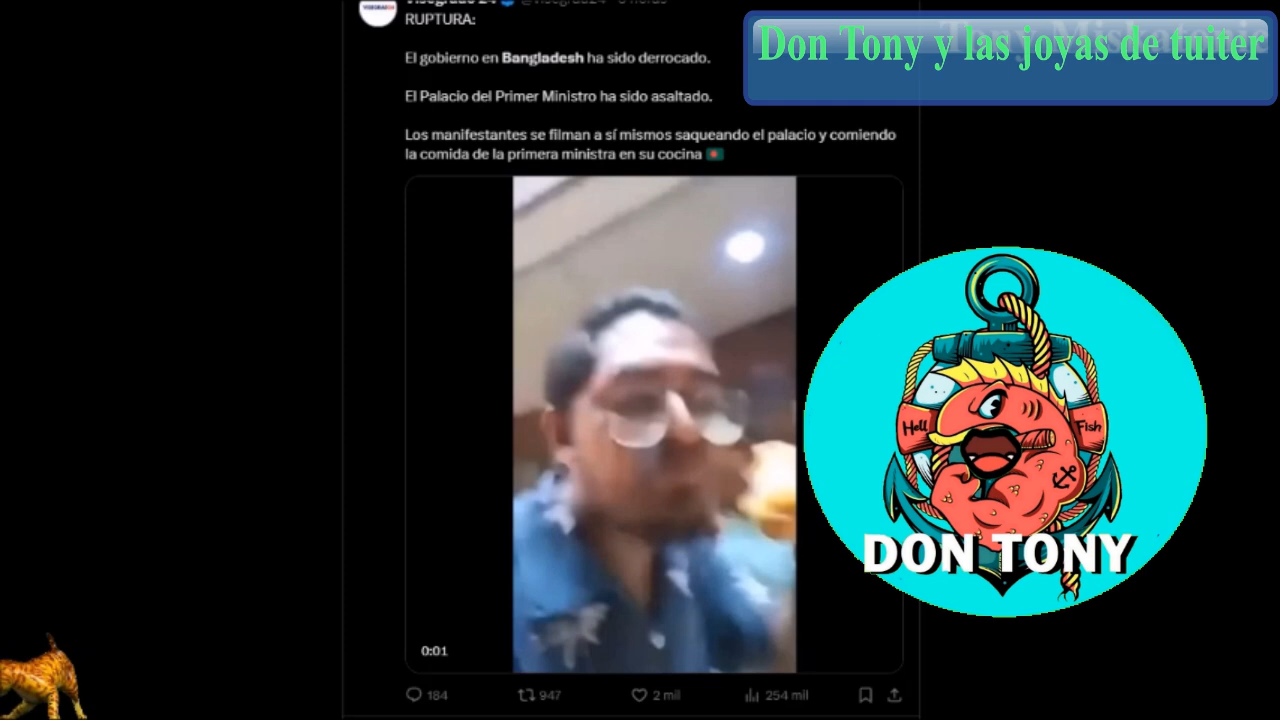 RUPTURA:
El gobierno en Bangladesh ha sido derrocado.
El Palacio del Primer Ministro ha sido asaltado.
Los manifestantes se filman a sí mismos saqueando el palacio y comiendo
la comida de la primera ministra en su cocina
0:01
184
947
2 mil
254 mil
Don Tony y las joyas de tuiter
Hell
Fish
DON TONY